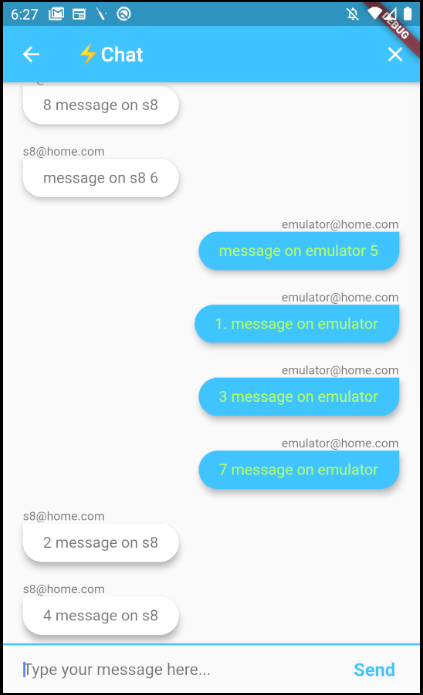 6:27
DEBUG
⚡Chat
8 message on s8
s8@home.com
message on s8 6
emulator@home.com
message on emulator 5
emulator@home.com
1. message on emulator
emulator@home.com
3 message on emulator
emulator@home.com
7 message on emulator
s8@home.com
2 message on s8
s8@home.com
4 message on s8
Type your message here...
Send